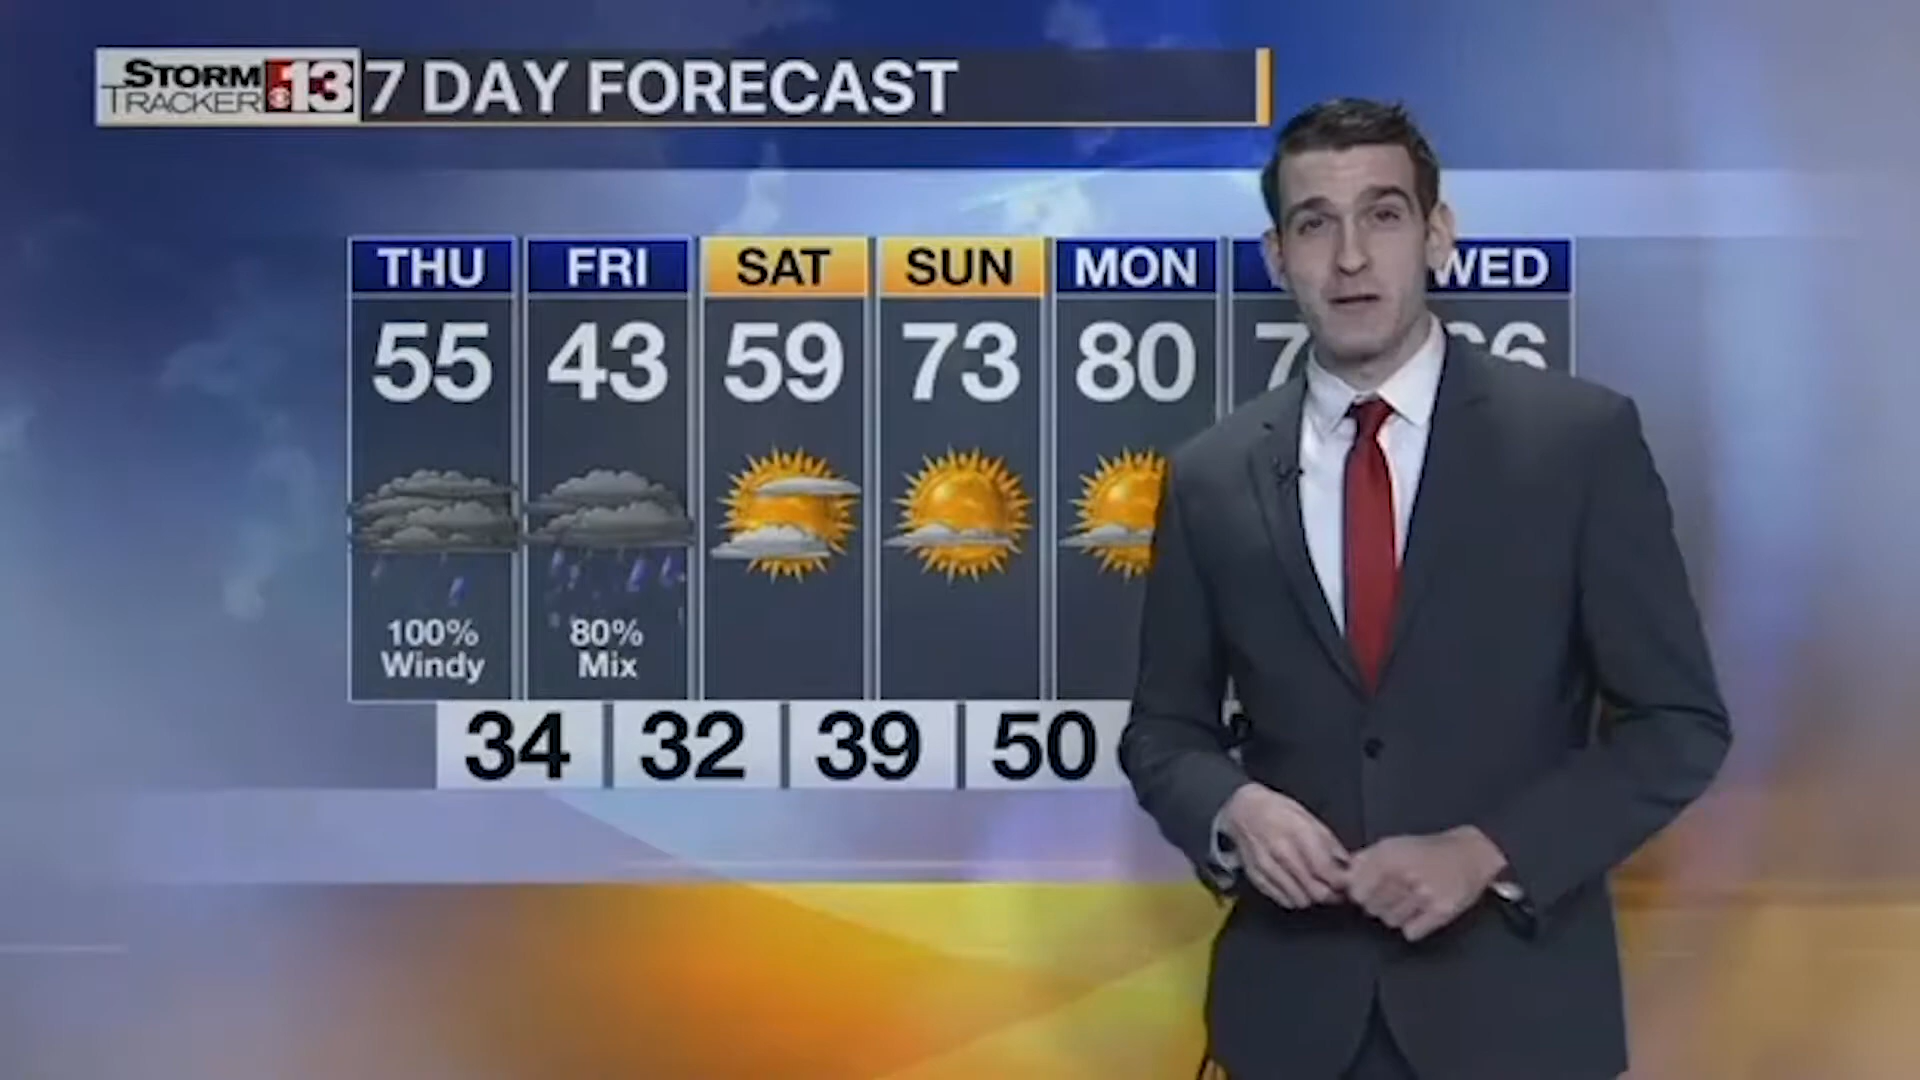 STORM TRACKER 13
7 DAY FORECAST
THU FRI SAT SUN MON WED
55 43 59 73 80
100% 80%
Windy Mix
34 32 39 50